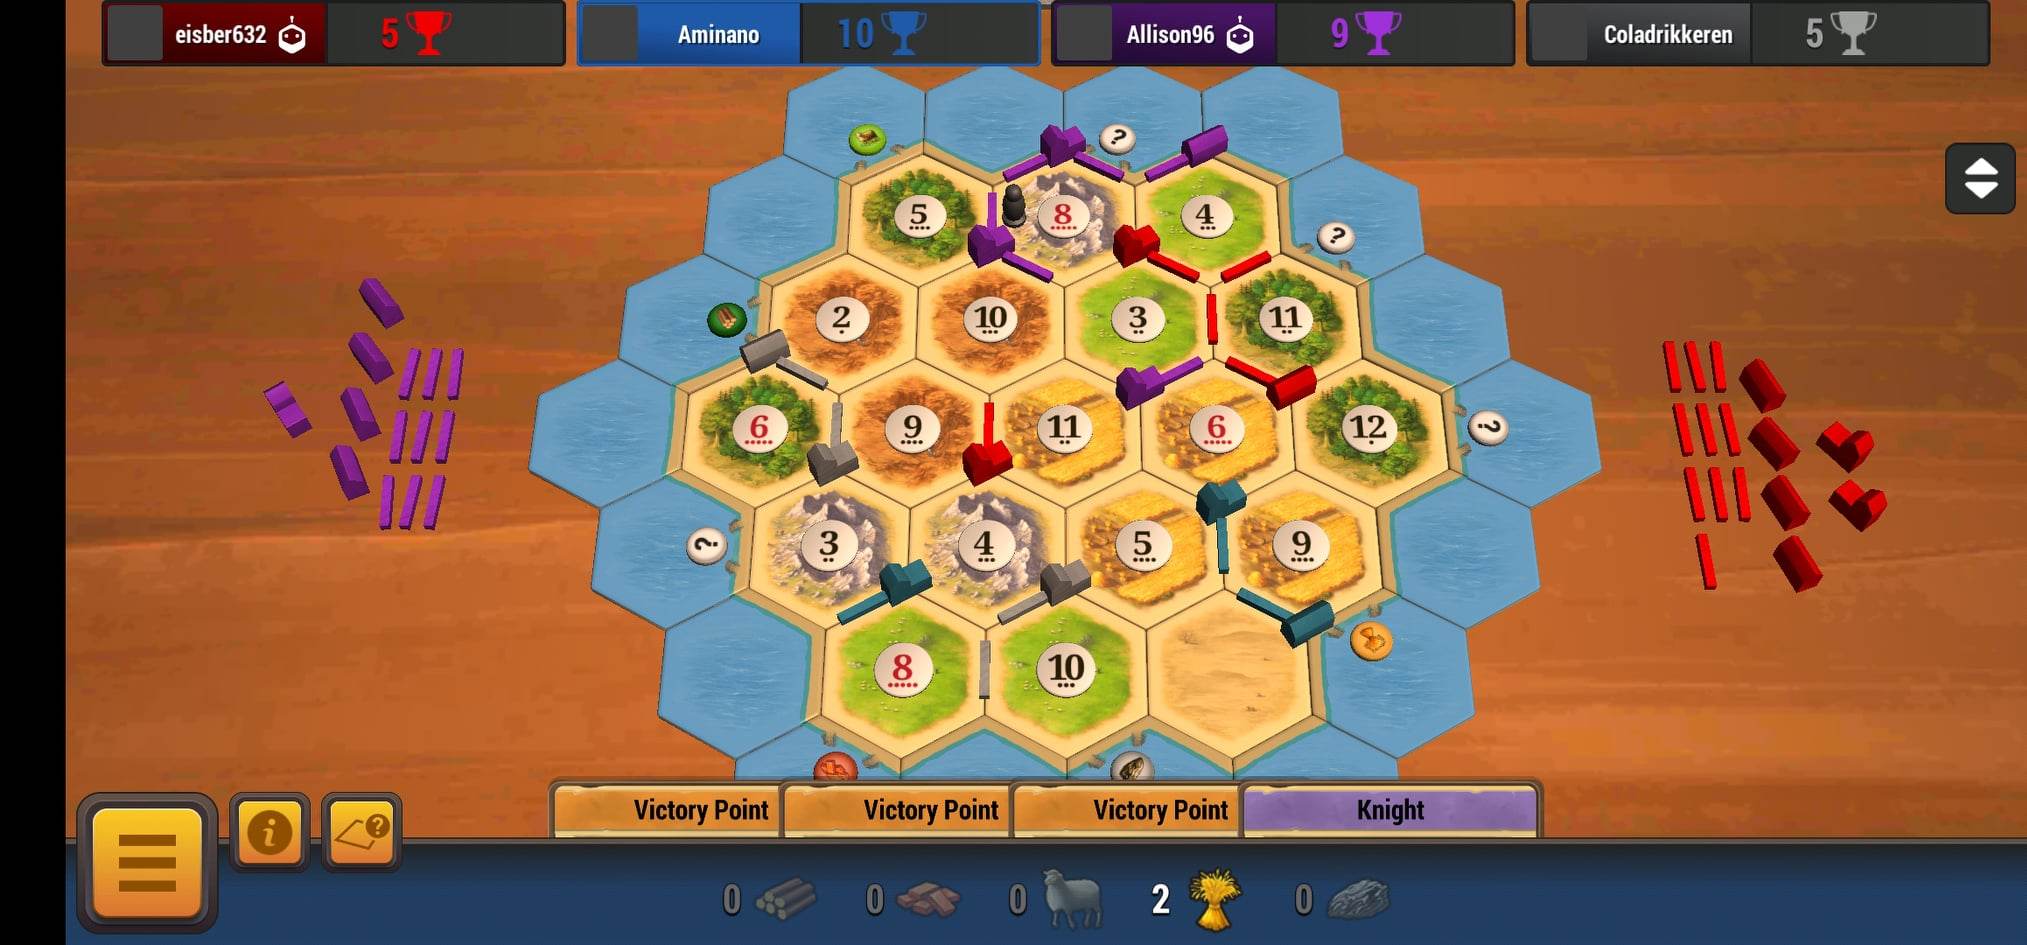 eisber632 5
Aminano 10
Allison96 9
Coladrikkeren 5
?
5 8 4
?
2 10 3 11
6 9 11 6 12
?
?
3 4 5 9
8 10
Victory Point
Victory Point
Victory Point
Knight
i
?
0 0 0 2 0